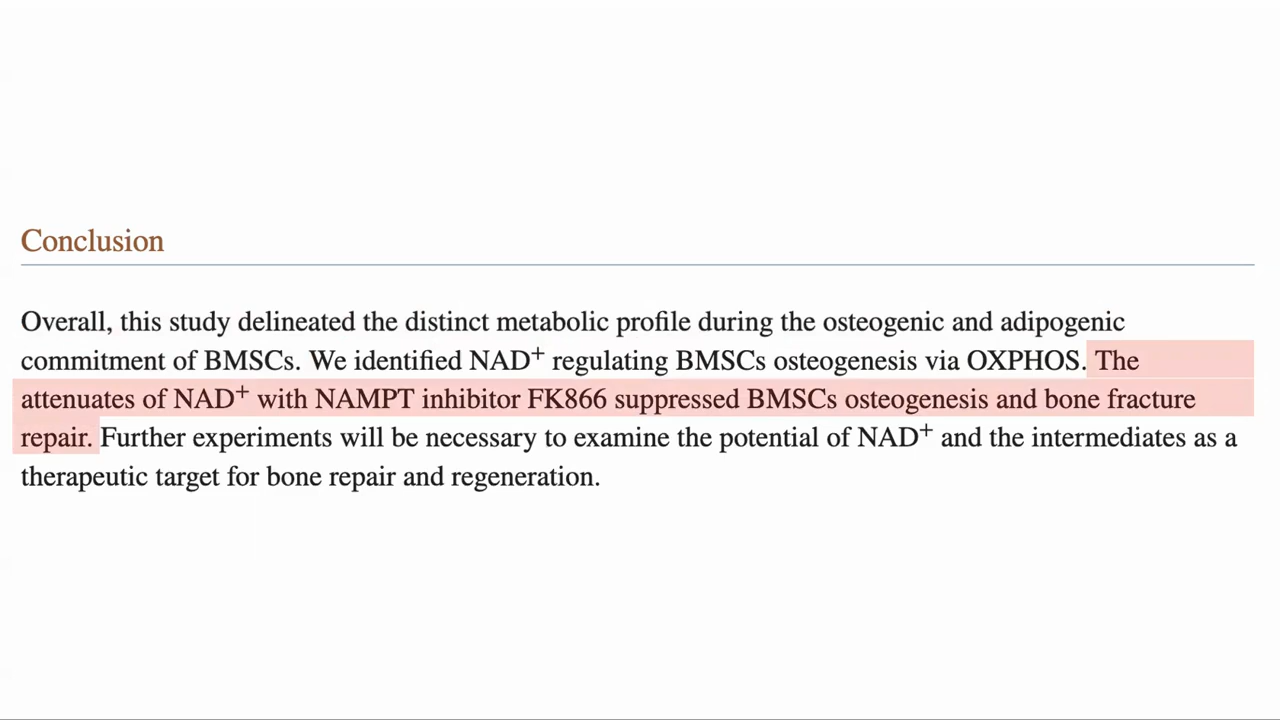 Conclusion
Overall, this study delineated the distinct metabolic profile during the osteogenic and adipogenic
commitment of BMSCs. We identified NAD⁺ regulating BMSCs osteogenesis via OXPHOS. The
attenuates of NAD⁺ with NAMPT inhibitor FK866 suppressed BMSCs osteogenesis and bone fracture
repair. Further experiments will be necessary to examine the potential of NAD⁺ and the intermediates as a
therapeutic target for bone repair and regeneration.